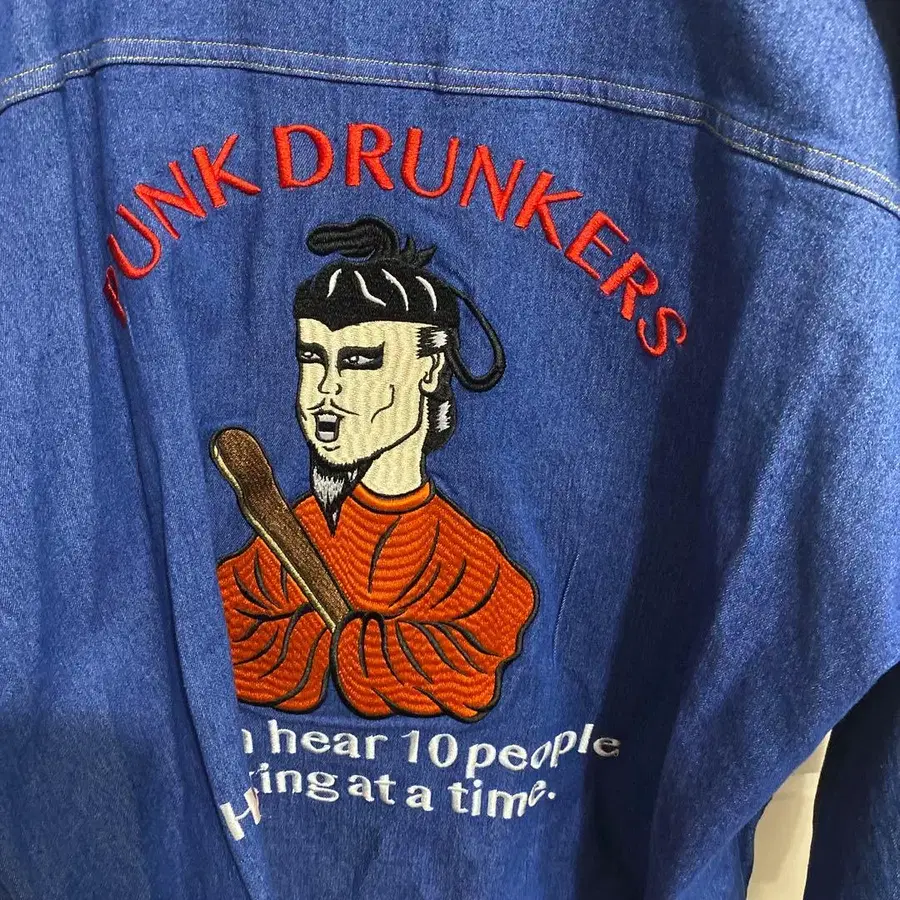 PUNK DRUNKERS
hear 10 people
at a time.